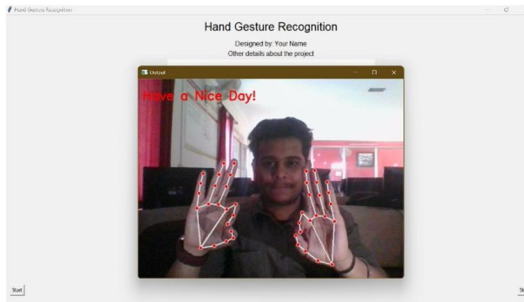 Hand Gesture Recognition
Hand Gesture Recognition
Designed by: Your Name
Other details about the project
Output
Have a Nice Day!
Start